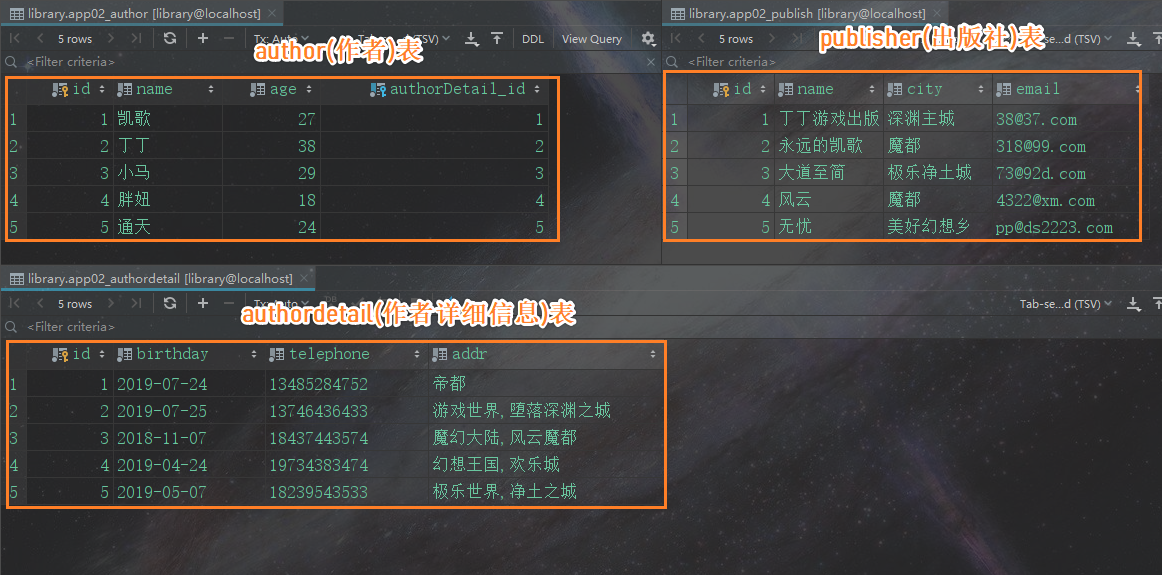 library.app02_author [library@localhost]
5 rows
Tx: Auto
(TSV)
DDL
View Query
author(作者)表
<Filter criteria>
id name age authorDetail_id
1 1 凯歌 27 1
2 2 丁丁 38 2
3 3 小马 29 3
4 4 胖妞 18 4
5 5 通天 24 5
library.app02_publish [library@localhost]
5 rows
se...d (TSV)
publisher(出版社)表
<Filter criteria>
id name city email
1 1 丁丁游戏出版 深渊主城 38@37.com
2 2 永远的凯歌 魔都 318@99.com
3 3 大道至简 极乐净土城 73@92d.com
4 4 风云 魔都 4322@xm.com
5 5 无忧 美好幻想乡 pp@ds2223.com
library.app02_authordetail [library@localhost]
5 rows
Tx: Auto
Tab-se...d (TSV)
authordetail(作者详细信息)表
<Filter criteria>
id birthday telephone addr
1 1 2019-07-24 13485284752 帝都
2 2 2019-07-25 13746436433 游戏世界,堕落深渊之城
3 3 2018-11-07 18437443574 魔幻大陆,风云魔都
4 4 2019-04-24 19734383474 幻想王国,欢乐城
5 5 2019-05-07 18239543533 极乐世界,净土之城